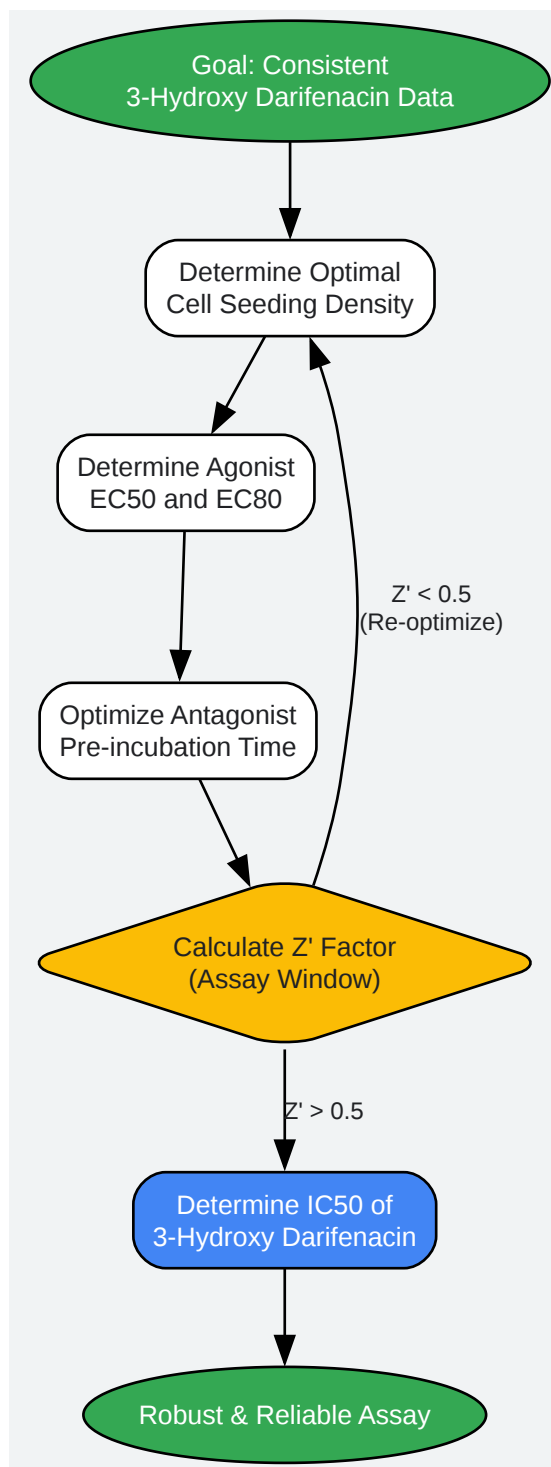 Goal: Consistent
3-Hydroxy Darifenacin Data
Determine Optimal
Cell Seeding Density
Determine Agonist
EC50 and EC80
Z' < 0.5
(Re-optimize)
Optimize Antagonist
Pre-incubation Time
Calculate Z' Factor
(Assay Window)
Z' > 0.5
Determine IC50 of
3-Hydroxy Darifenacin
Robust & Reliable Assay